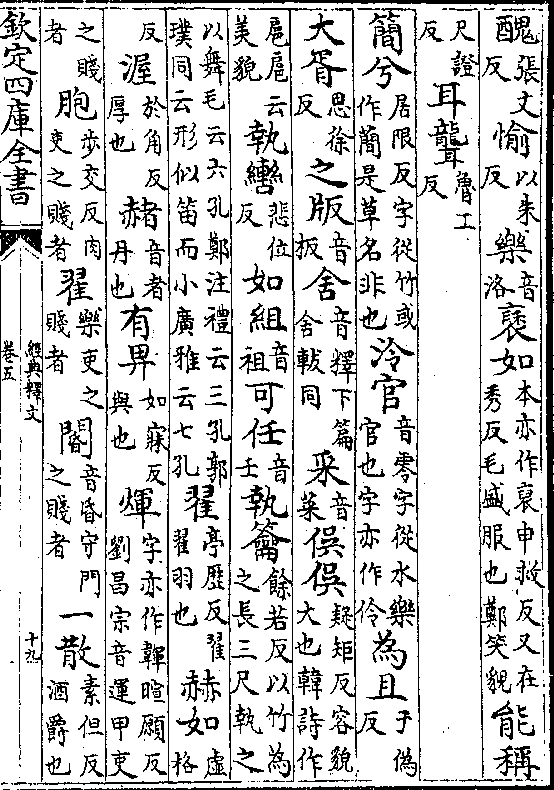 醜張文反愉以朱反樂音洛襃如本亦作裒申救反又在秀反毛盛服也鄭笑貌能稱
尺證反耳聾魯工反
簡兮居限反字從竹或作簡是草名非也泠官音零字從水樂官也字亦作伶為且于偽反
大胥思徐反之版音板舍音釋下篇舍軷同采音菜俣俣疑矩反容貌大也韓詩作
扈扈云美貌執轡悲位反如組音祖可任音壬執籥餘若反以竹為之長三尺執之
以舞毛云六孔鄭注禮云三孔郭璞同云形似笛而小廣雅云七孔翟亭歷反翟翟羽也赫如虛格
反渥於角反厚也赭音者丹也有畀如寐反與也煇字亦作韗暄願反劉昌宗音運甲吏
之賤者胞步交反肉吏之賤者翟樂吏之賤者閽音昏守門之賤者一散素但反酒爵也
欽定四庫全書
經典釋文
卷五
十九